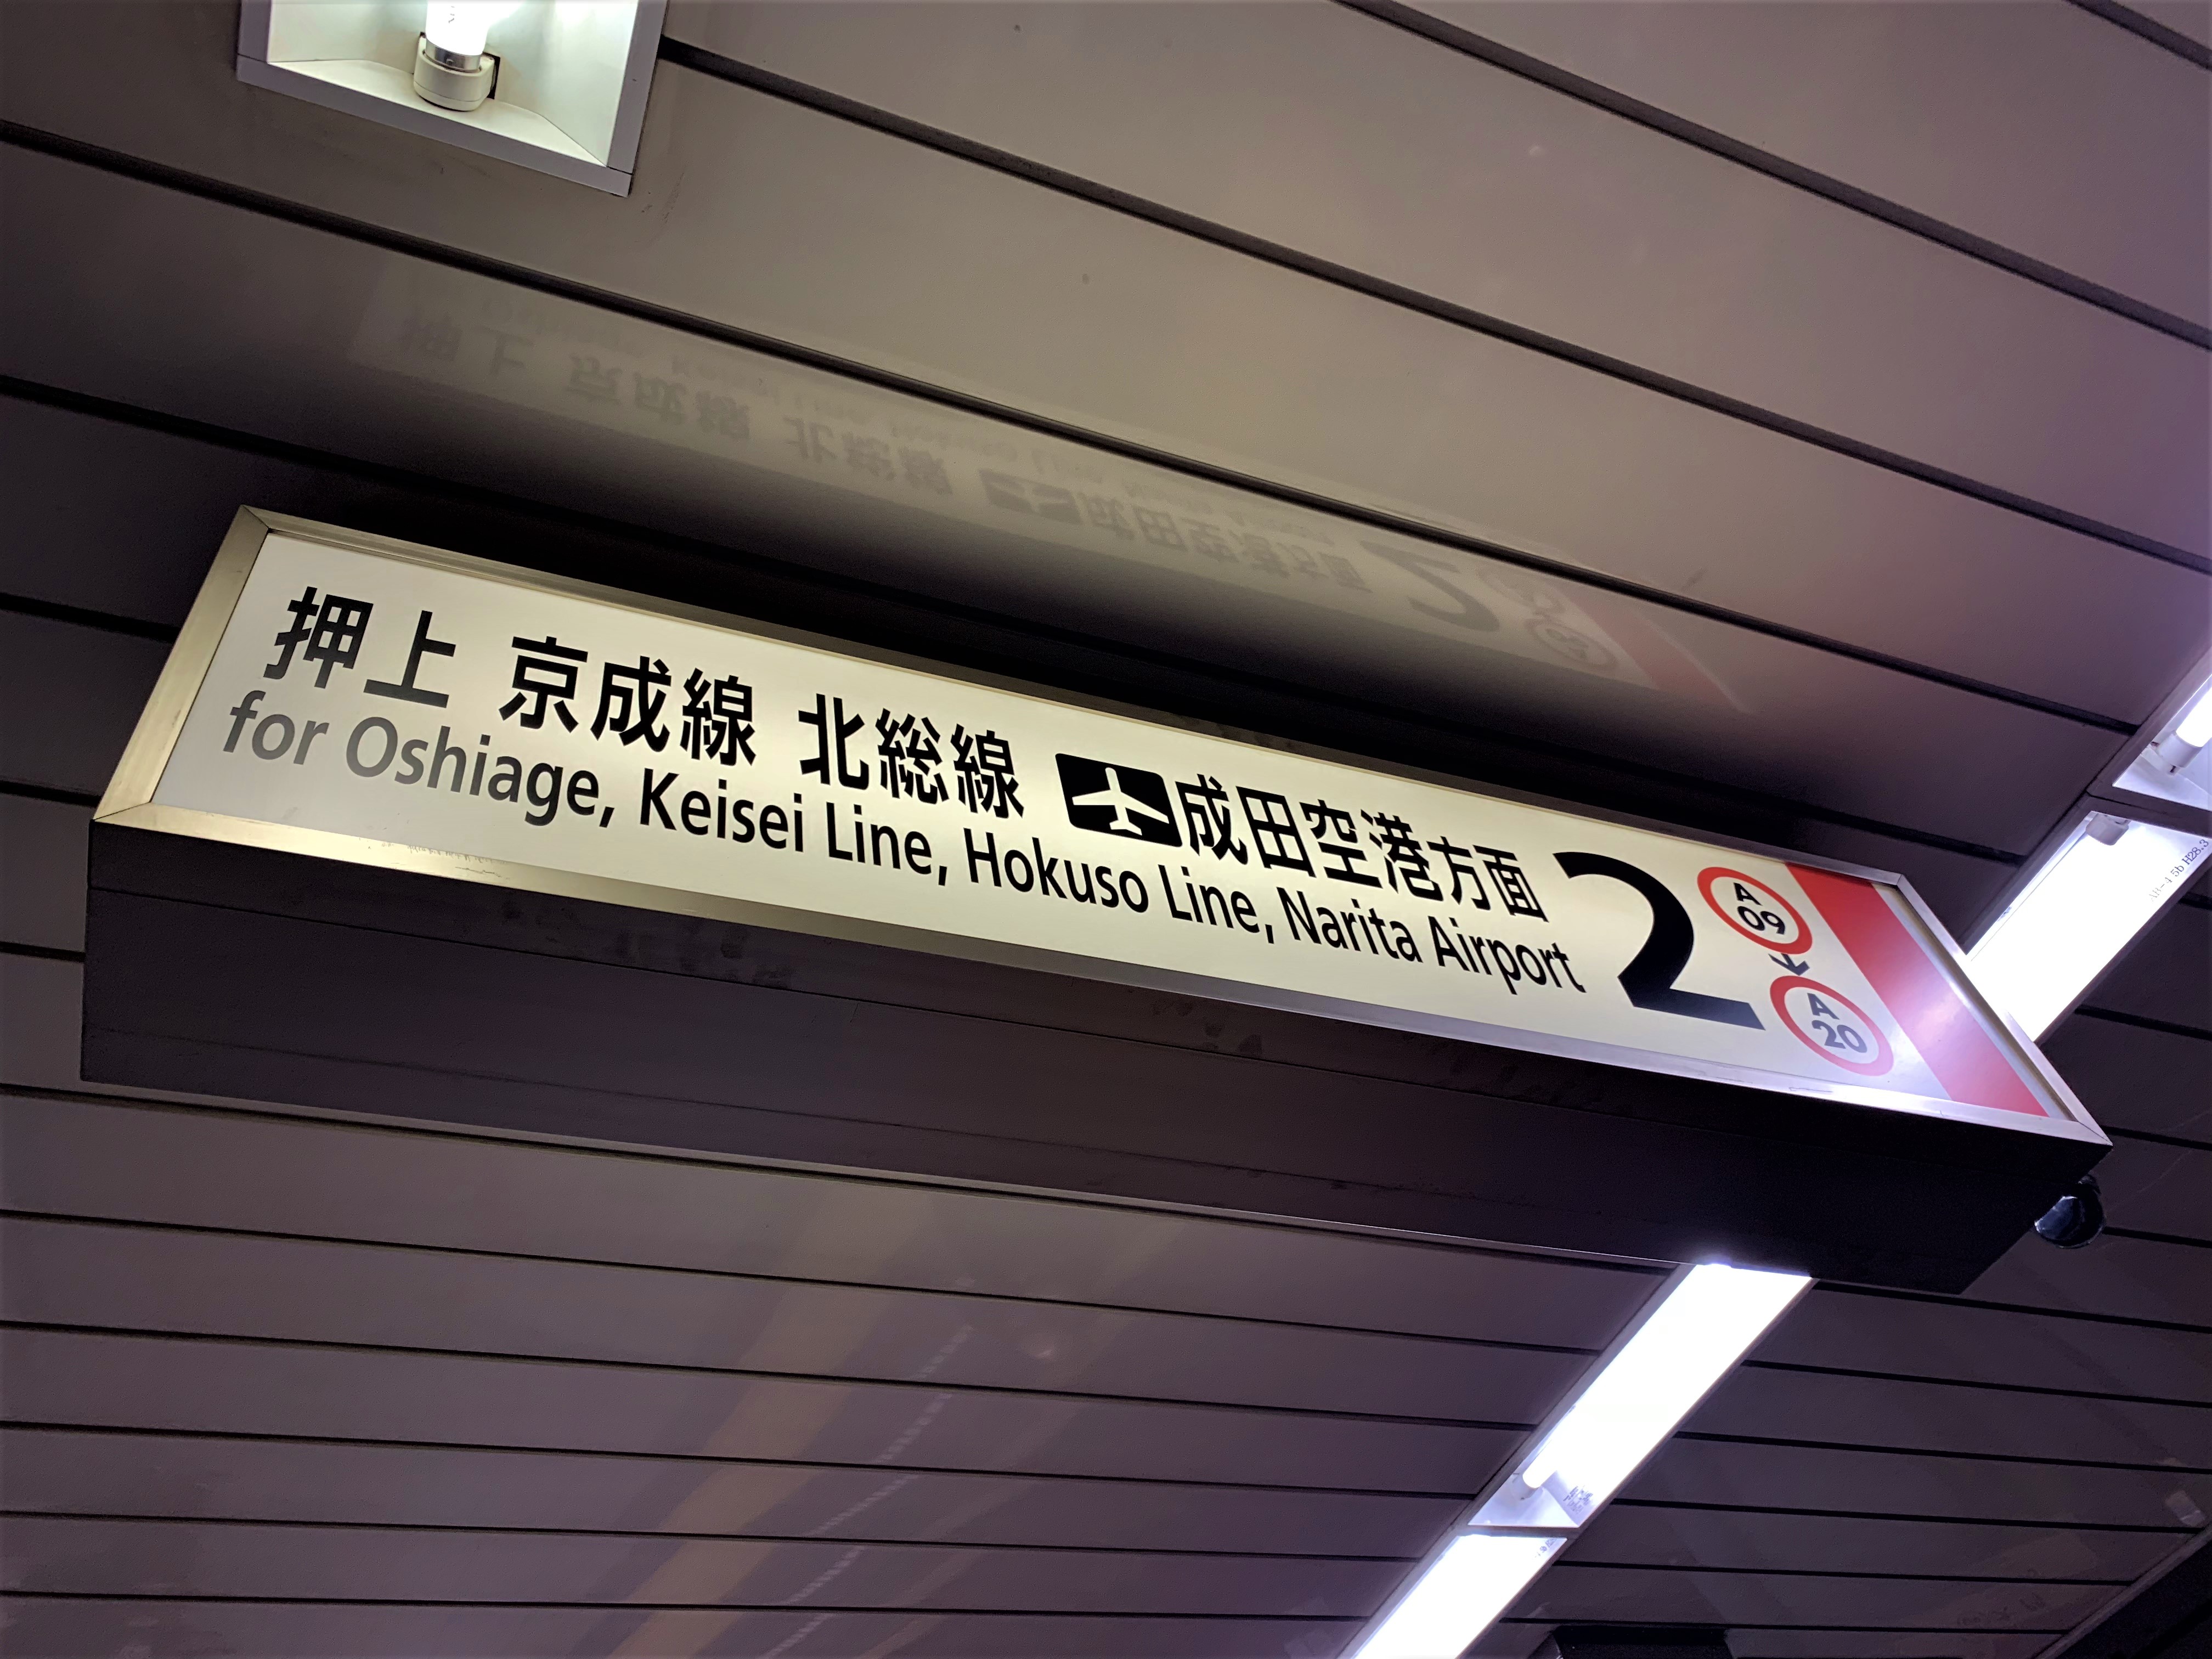 押上 京成線 北総線 成田空港方面
for Oshiage, Keisei Line, Hokuso Line, Narita Airport
2
A
09
A
20